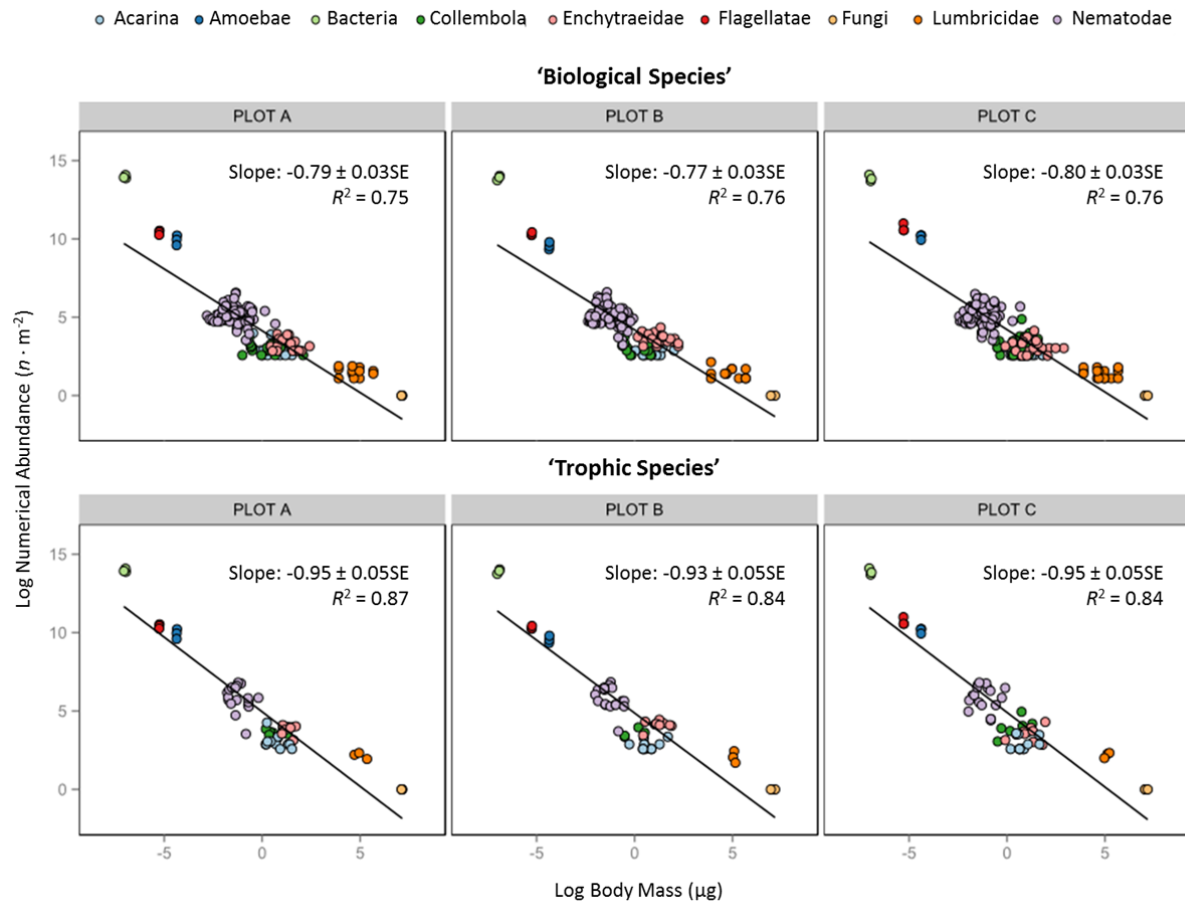 Acarina Amoebae Bacteria Collembola Enchytraeidae Flagellatae Fungi Lumbricidae Nematodae
‘Biological Species’
PLOT A PLOT B PLOT C
Slope: -0.79 ± 0.03SE Slope: -0.77 ± 0.03SE Slope: -0.80 ± 0.03SE
R² = 0.75 R² = 0.76 R² = 0.76
15
10
5
0
‘Trophic Species’
PLOT A PLOT B PLOT C
Slope: -0.95 ± 0.05SE Slope: -0.93 ± 0.05SE Slope: -0.95 ± 0.05SE
R² = 0.87 R² = 0.84 R² = 0.84
15
10
5
0
-5 0 5 -5 0 5 -5 0 5
Log Numerical Abundance (n · m⁻²)
Log Body Mass (µg)